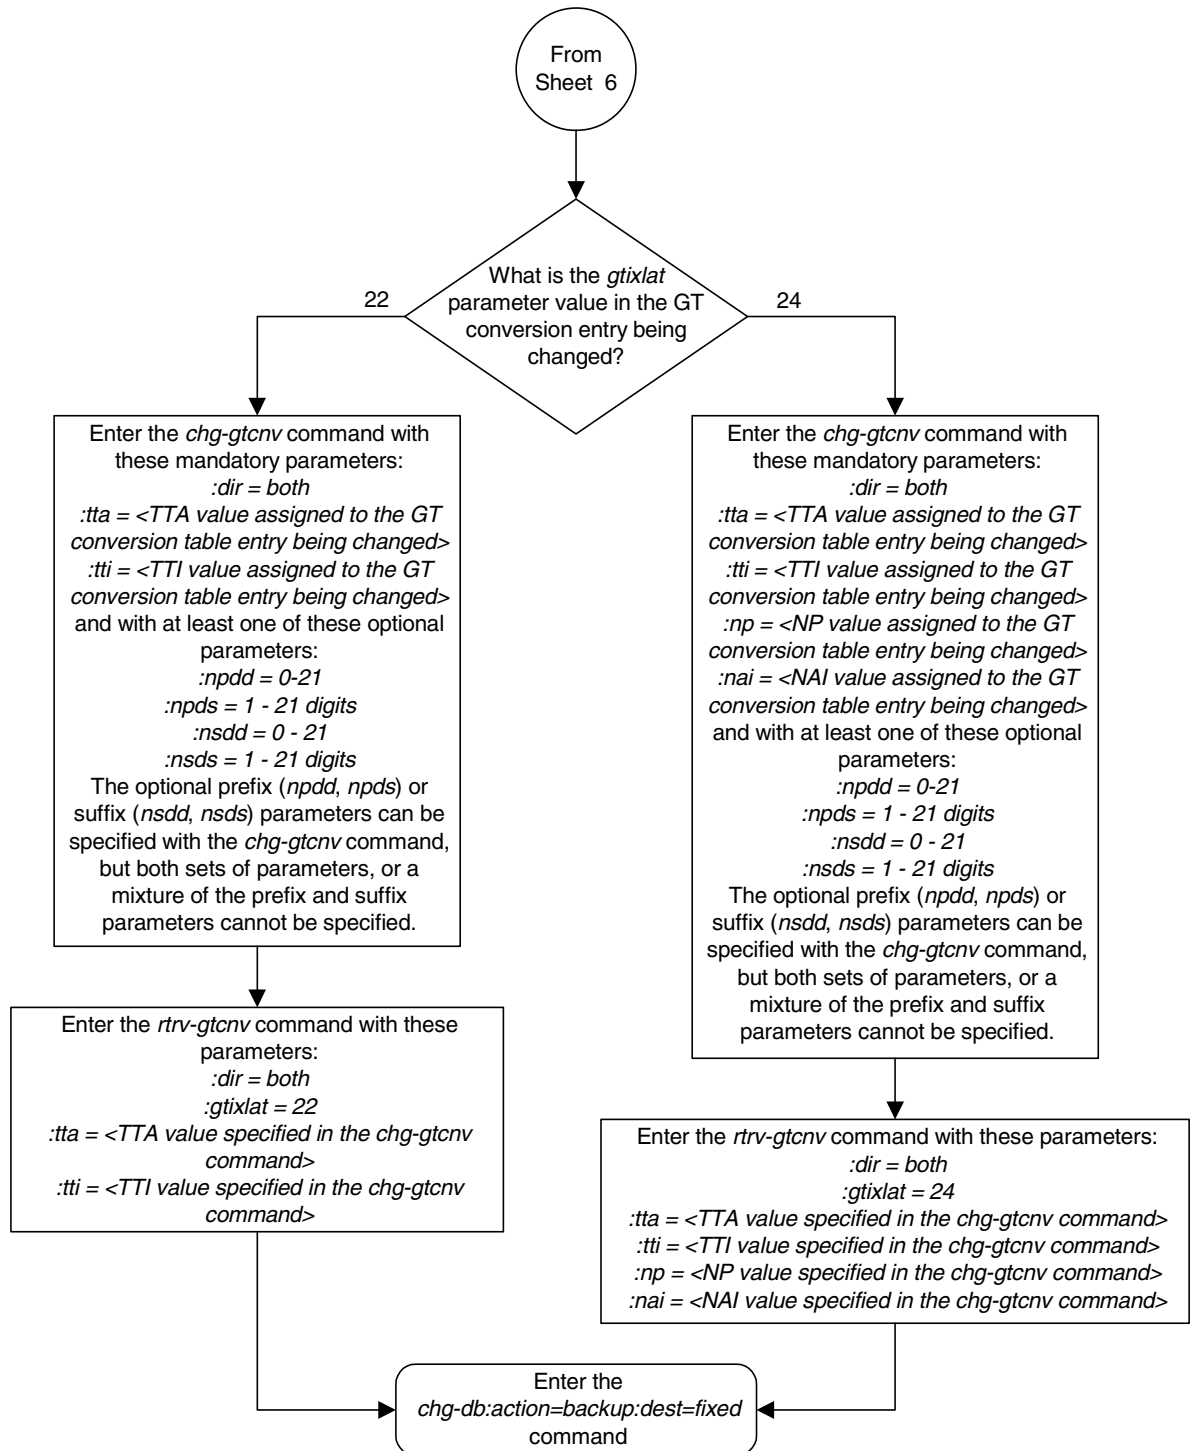 From
Sheet 6
What is the gtixlat
parameter value in the GT
conversion entry being
changed?
22
24
Enter the chg-gtcnv command with
these mandatory parameters:
:dir = both
:tta = <TTA value assigned to the GT
conversion table entry being changed>
:tti = <TTI value assigned to the GT
conversion table entry being changed>
and with at least one of these optional
parameters:
:npdd = 0-21
:npds = 1 - 21 digits
:nsdd = 0 - 21
:nsds = 1 - 21 digits
The optional prefix (npdd, npds) or
suffix (nsdd, nsds) parameters can be
specified with the chg-gtcnv command,
but both sets of parameters, or a
mixture of the prefix and suffix
parameters cannot be specified.
Enter the chg-gtcnv command with
these mandatory parameters:
:dir = both
:tta = <TTA value assigned to the GT
conversion table entry being changed>
:tti = <TTI value assigned to the GT
conversion table entry being changed>
:np = <NP value assigned to the GT
conversion table entry being changed>
:nai = <NAI value assigned to the GT
conversion table entry being changed>
and with at least one of these optional
parameters:
:npdd = 0-21
:npds = 1 - 21 digits
:nsdd = 0 - 21
:nsds = 1 - 21 digits
The optional prefix (npdd, npds) or
suffix (nsdd, nsds) parameters can be
specified with the chg-gtcnv command,
but both sets of parameters, or a
mixture of the prefix and suffix
parameters cannot be specified.
Enter the rtrv-gtcnv command with these
parameters:
:dir = both
:gtixlat = 22
:tta = <TTA value specified in the chg-gtcnv
command>
:tti = <TTI value specified in the chg-gtcnv
command>
Enter the rtrv-gtcnv command with these parameters:
:dir = both
:gtixlat = 24
:tta = <TTA value specified in the chg-gtcnv command>
:tti = <TTI value specified in the chg-gtcnv command>
:np = <NP value specified in the chg-gtcnv command>
:nai = <NAI value specified in the chg-gtcnv command>
Enter the
chg-db:action=backup:dest=fixed
command